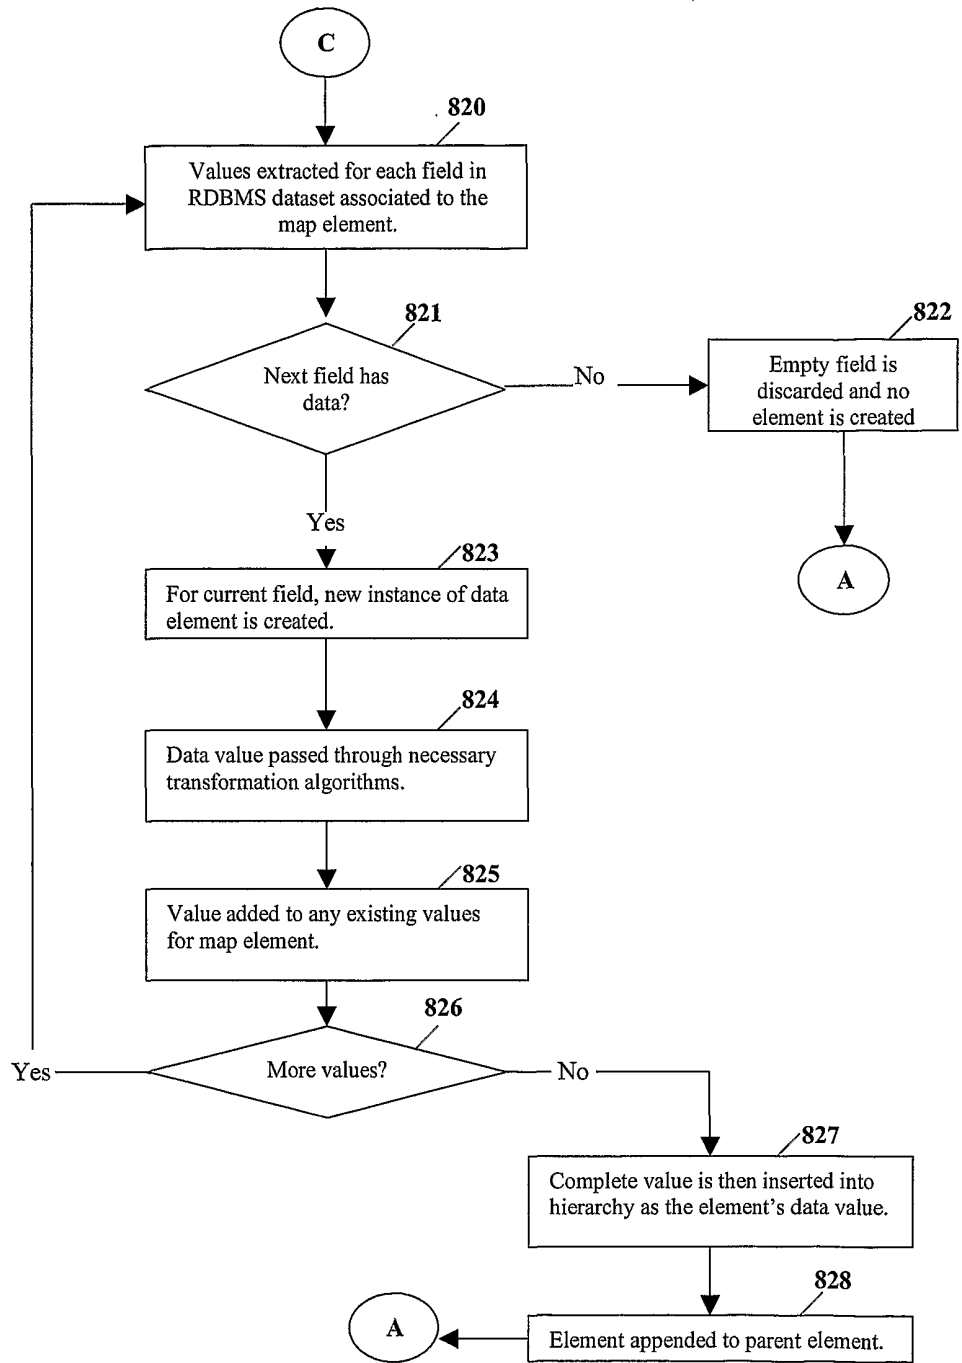 C
820
Values extracted for each field in
RDBMS dataset associated to the
map element.
821
Next field has
data?
No
822
Empty field is
discarded and no
element is created
A
Yes
823
For current field, new instance of data
element is created.
824
Data value passed through necessary
transformation algorithms.
825
Value added to any existing values
for map element.
826
More values?
Yes
No
827
Complete value is then inserted into
hierarchy as the element's data value.
828
Element appended to parent element.
A